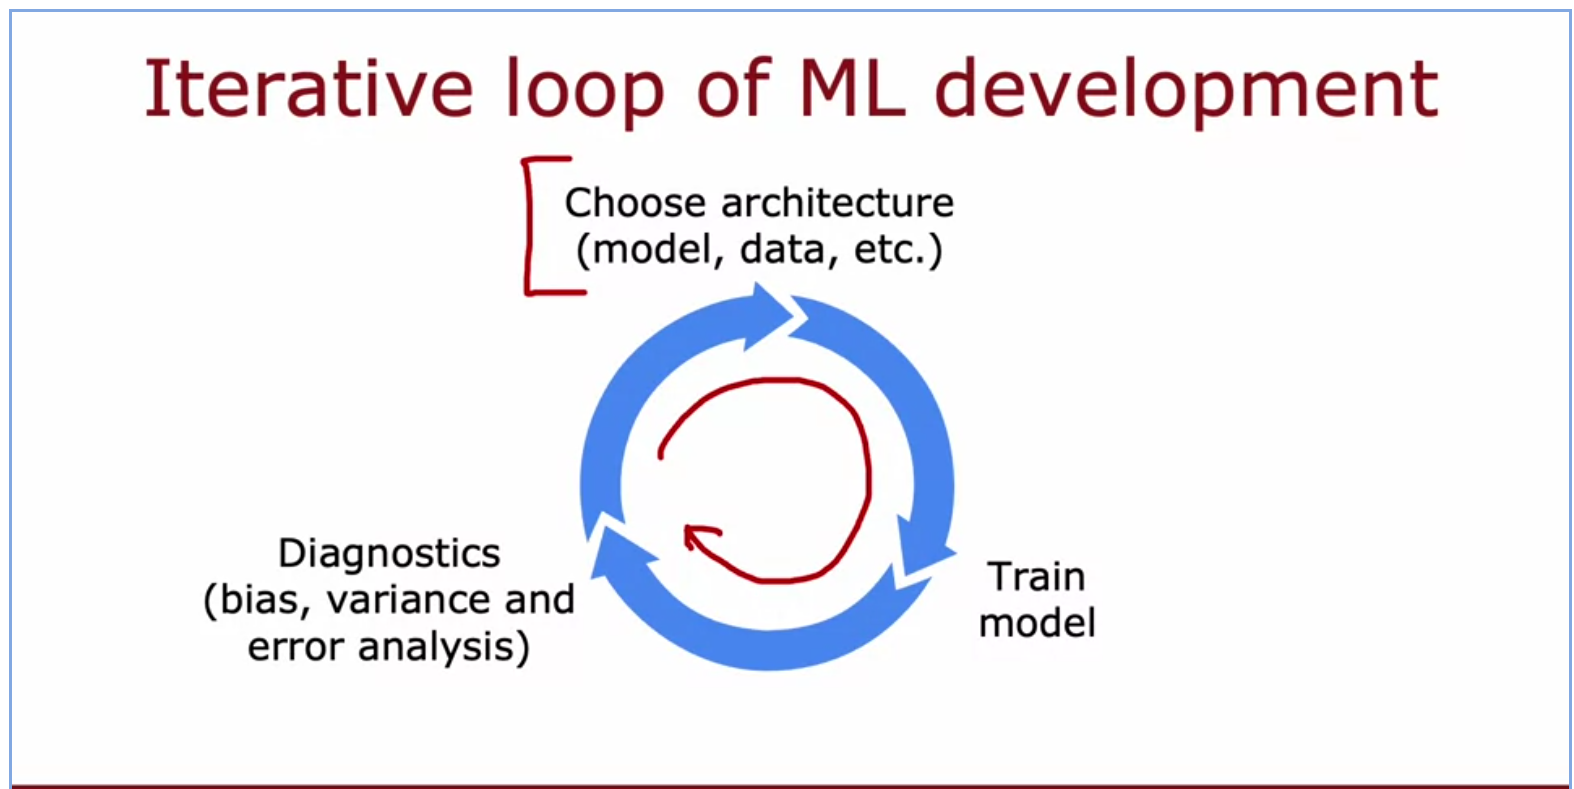 Iterative loop of ML development
Choose architecture
(model, data, etc.)
Train
model
Diagnostics
(bias, variance and
error analysis)